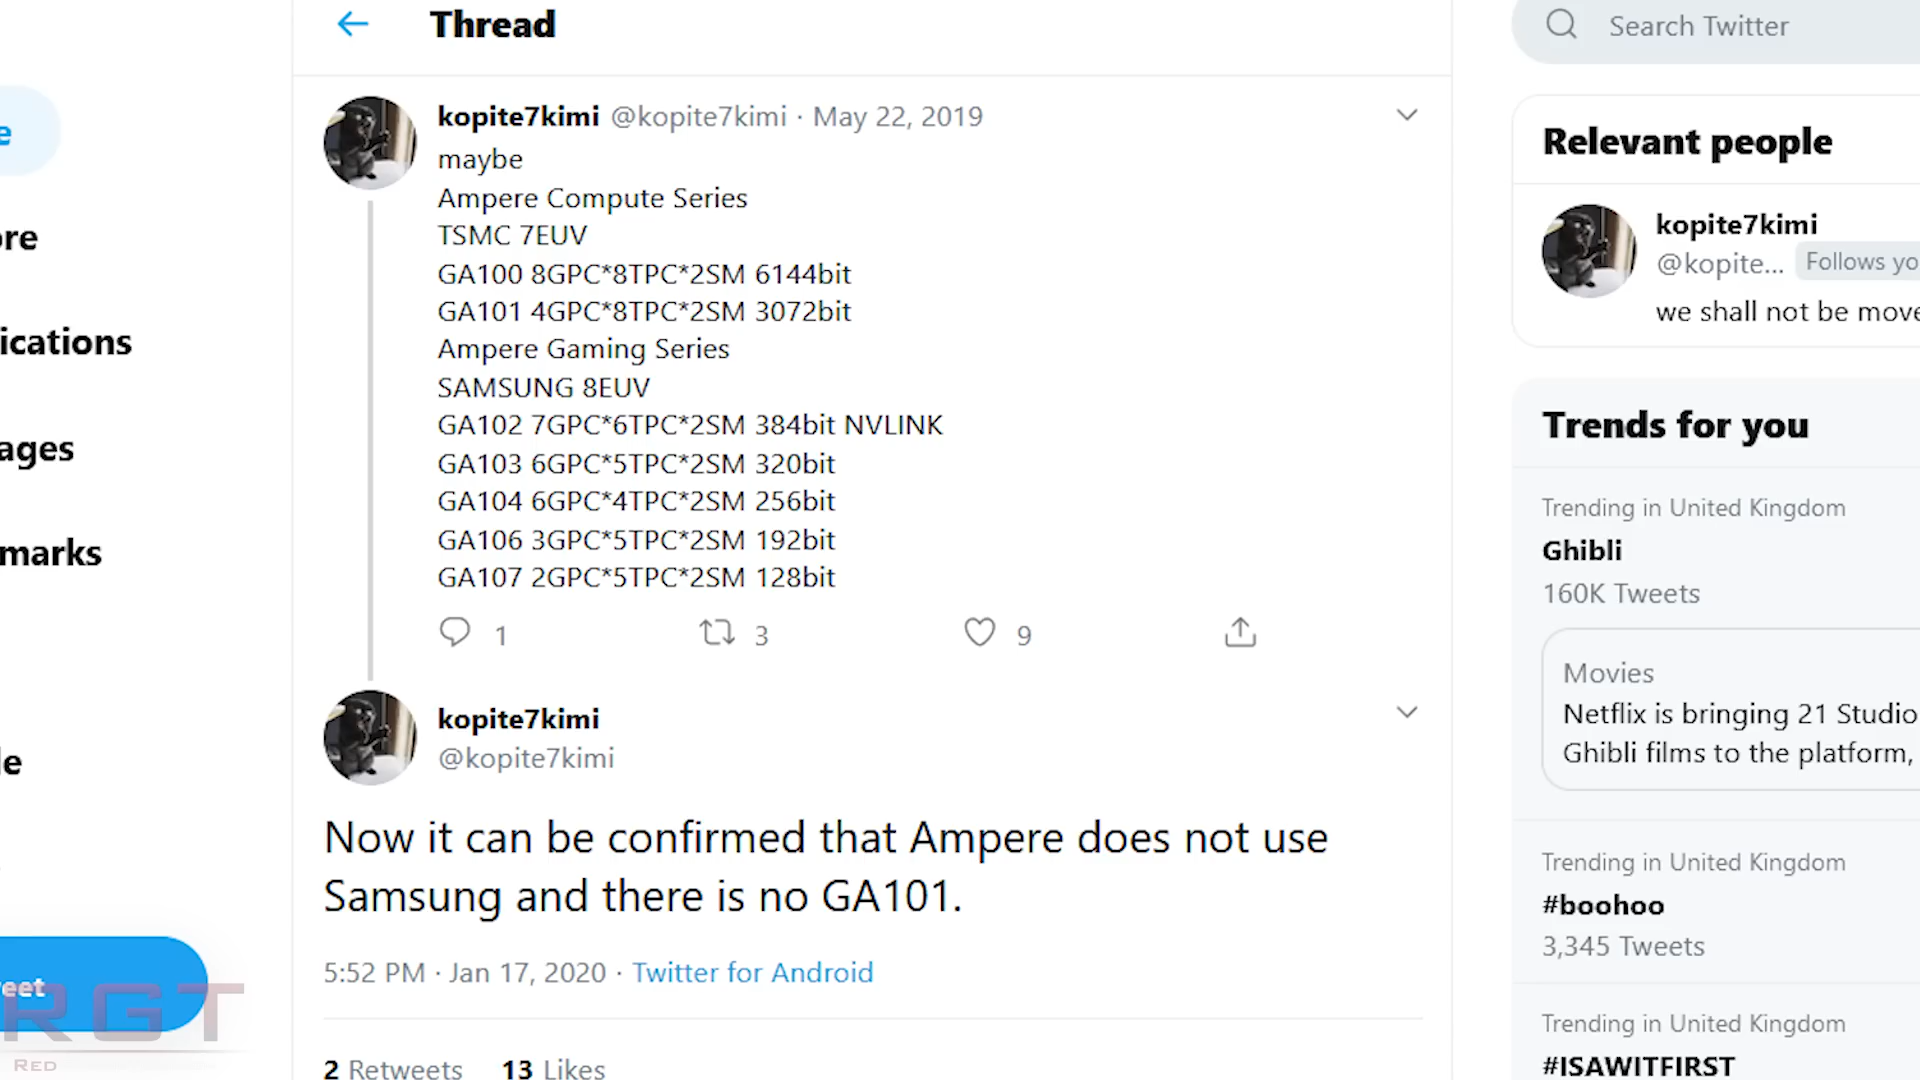 Thread
Search Twitter
e
ore
ications
ages
marks
le
eet
RGT
RED
kopite7kimi @kopite7kimi · May 22, 2019
maybe
Ampere Compute Series
TSMC 7EUV
GA100 8GPC*8TPC*2SM 6144bit
GA101 4GPC*8TPC*2SM 3072bit
Ampere Gaming Series
SAMSUNG 8EUV
GA102 7GPC*6TPC*2SM 384bit NVLINK
GA103 6GPC*5TPC*2SM 320bit
GA104 6GPC*4TPC*2SM 256bit
GA106 3GPC*5TPC*2SM 192bit
GA107 2GPC*5TPC*2SM 128bit
1 3 9
kopite7kimi
@kopite7kimi
Now it can be confirmed that Ampere does not use
Samsung and there is no GA101.
5:52 PM · Jan 17, 2020 · Twitter for Android
2 Retweets 13 Likes
Relevant people
kopite7kimi
@kopite... Follows yo
we shall not be move
Trends for you
Trending in United Kingdom
Ghibli
160K Tweets
Movies
Netflix is bringing 21 Studio
Ghibli films to the platform,
Trending in United Kingdom
#boohoo
3,345 Tweets
Trending in United Kingdom
#ISAWITFIRST